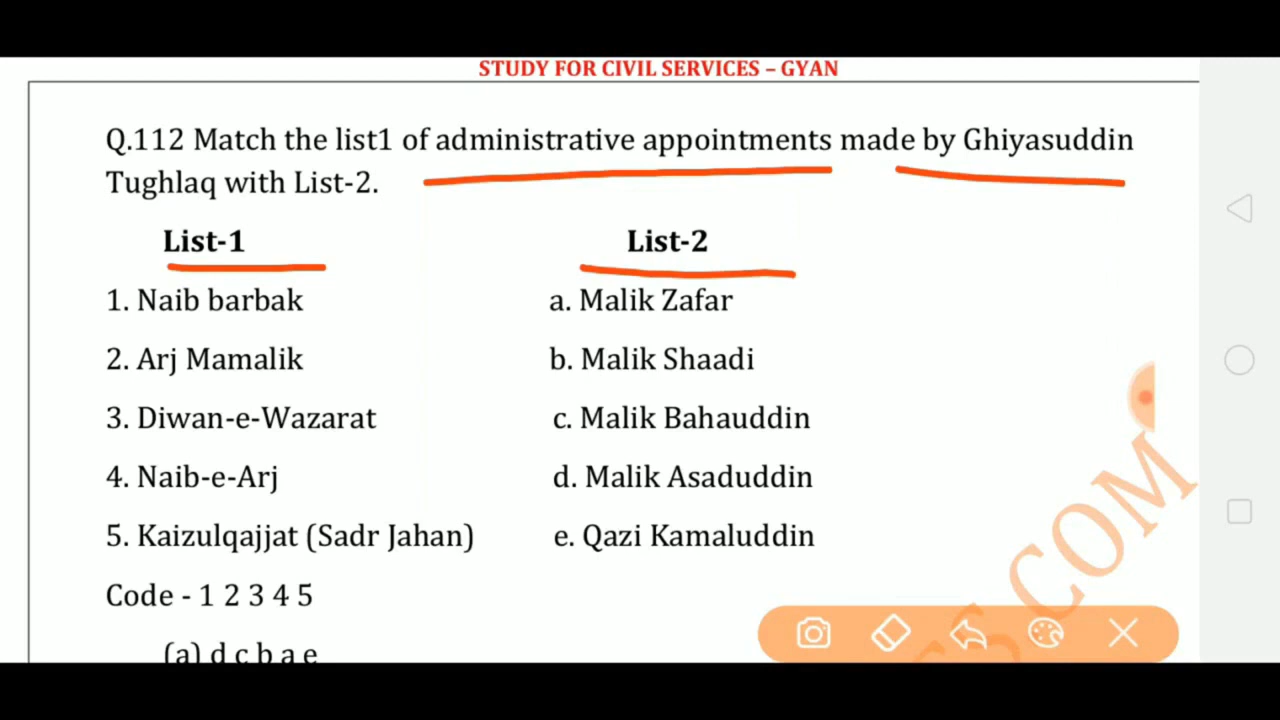 STUDY FOR CIVIL SERVICES – GYAN
Q.112 Match the list1 of administrative appointments made by Ghiyasuddin
Tughlaq with List-2.
List-1 List-2
1. Naib barbak a. Malik Zafar
2. Arj Mamalik b. Malik Shaadi
3. Diwan-e-Wazarat c. Malik Bahauddin
4. Naib-e-Arj d. Malik Asaduddin
5. Kaizulqajjat (Sadr Jahan) e. Qazi Kamaluddin
Code - 1 2 3 4 5
(a) d c b a e
.COM